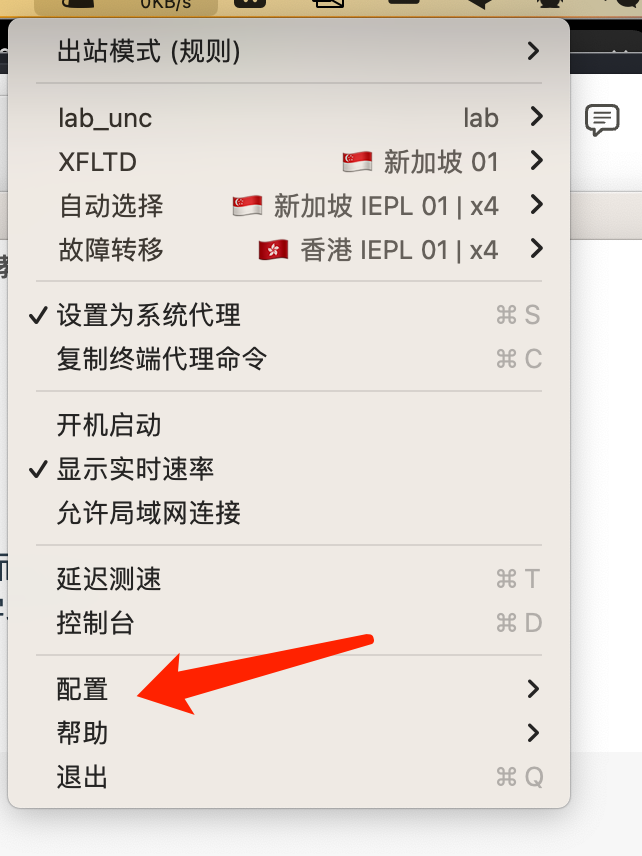 0KB/s
出站模式 (规则)
lab_unc lab
XFLTD 🇸🇬 新加坡 01
自动选择 🇸🇬 新加坡 IEPL 01 | x4
故障转移 🇭🇰 香港 IEPL 01 | x4
✓ 设置为系统代理 ⌘ S
复制终端代理命令 ⌘ C
开机启动
✓ 显示实时速率
允许局域网连接
延迟测速 ⌘ T
控制台 ⌘ D
配置
帮助
退出 ⌘ Q